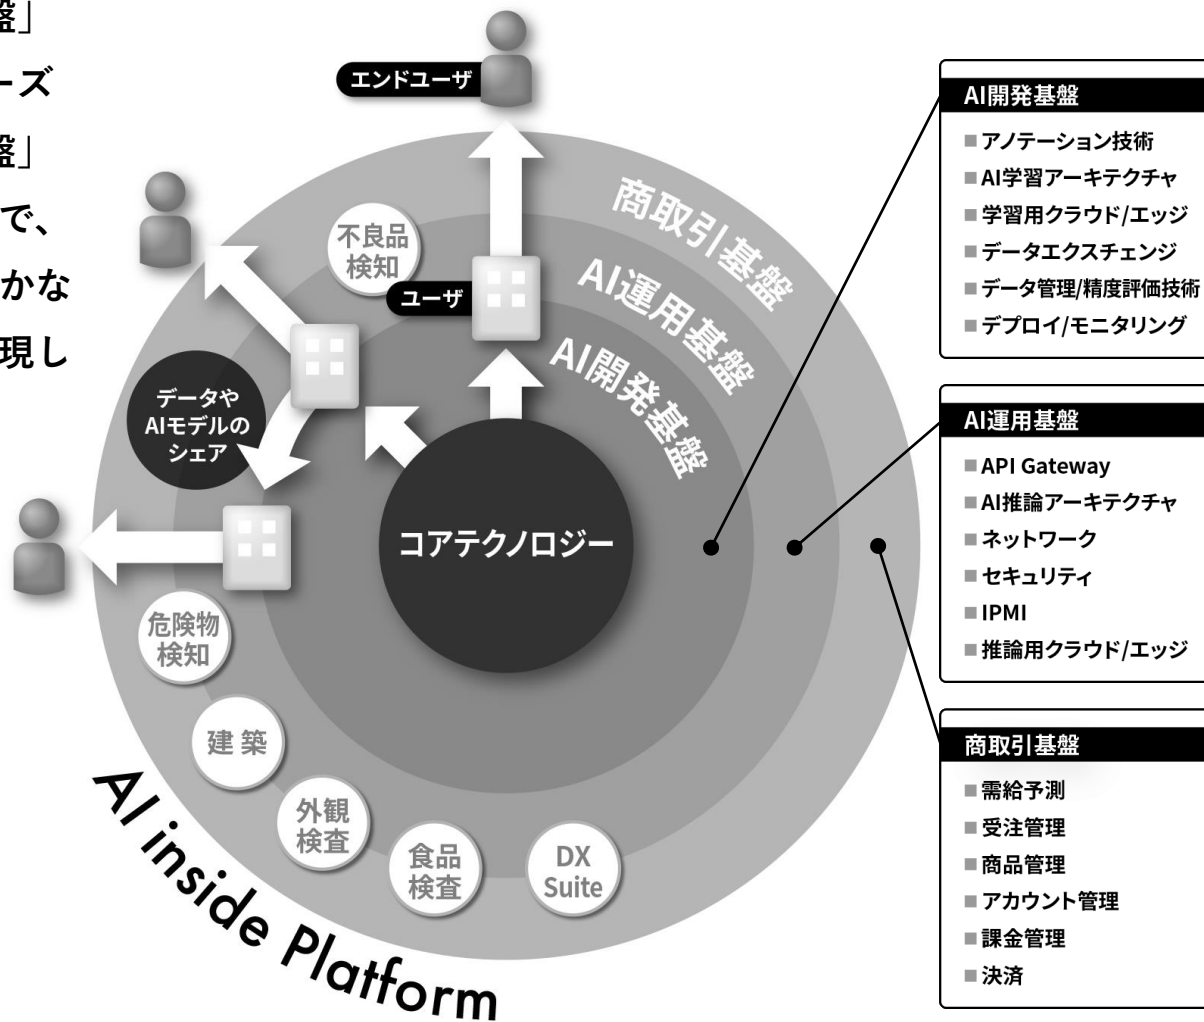 盤」
ーズ
盤」
で、
かな
現し
エンドユーザ
商取引基盤
AI運用基盤
AI開発基盤
不良品
検知
ユーザ
データや
AIモデルの
シェア
コアテクノロジー
危険物
検知
建 築
外観
検査
食品
検査
DX
Suite
AI inside Platform
AI開発基盤
■アノテーション技術
■AI学習アーキテクチャ
■学習用クラウド/エッジ
■データエクスチェンジ
■データ管理/精度評価技術
■デプロイ/モニタリング
AI運用基盤
■API Gateway
■AI推論アーキテクチャ
■ネットワーク
■セキュリティ
■IPMI
■推論用クラウド/エッジ
商取引基盤
■需給予測
■受注管理
■商品管理
■アカウント管理
■課金管理
■決済